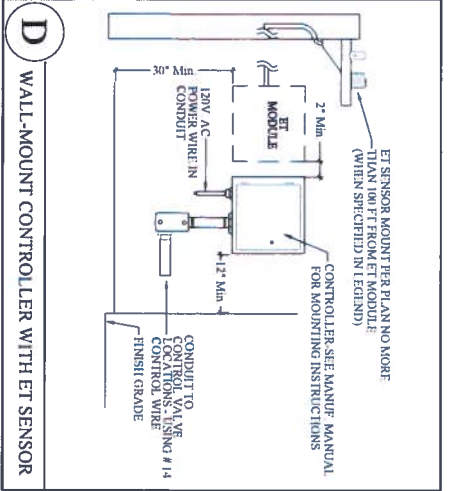 ET SENSOR MOUNT PER PLAN NO MORE
THAN 100 FT FROM ET MODULE
(WHEN SPECIFIED IN LEGEND)
2" Min
ET
MODULE
CONTROLLER-SEE MANUF MANUAL
FOR MOUNTING INSTRUCTIONS
30" Min
120V AC
POWER WIRE IN
CONDUIT
12" Min
CONDUIT TO
CONTROL VALVE
LOCATIONS - USING #14
CONTROL WIRE
FINISH GRADE
D
WALL-MOUNT CONTROLLER WITH ET SENSOR